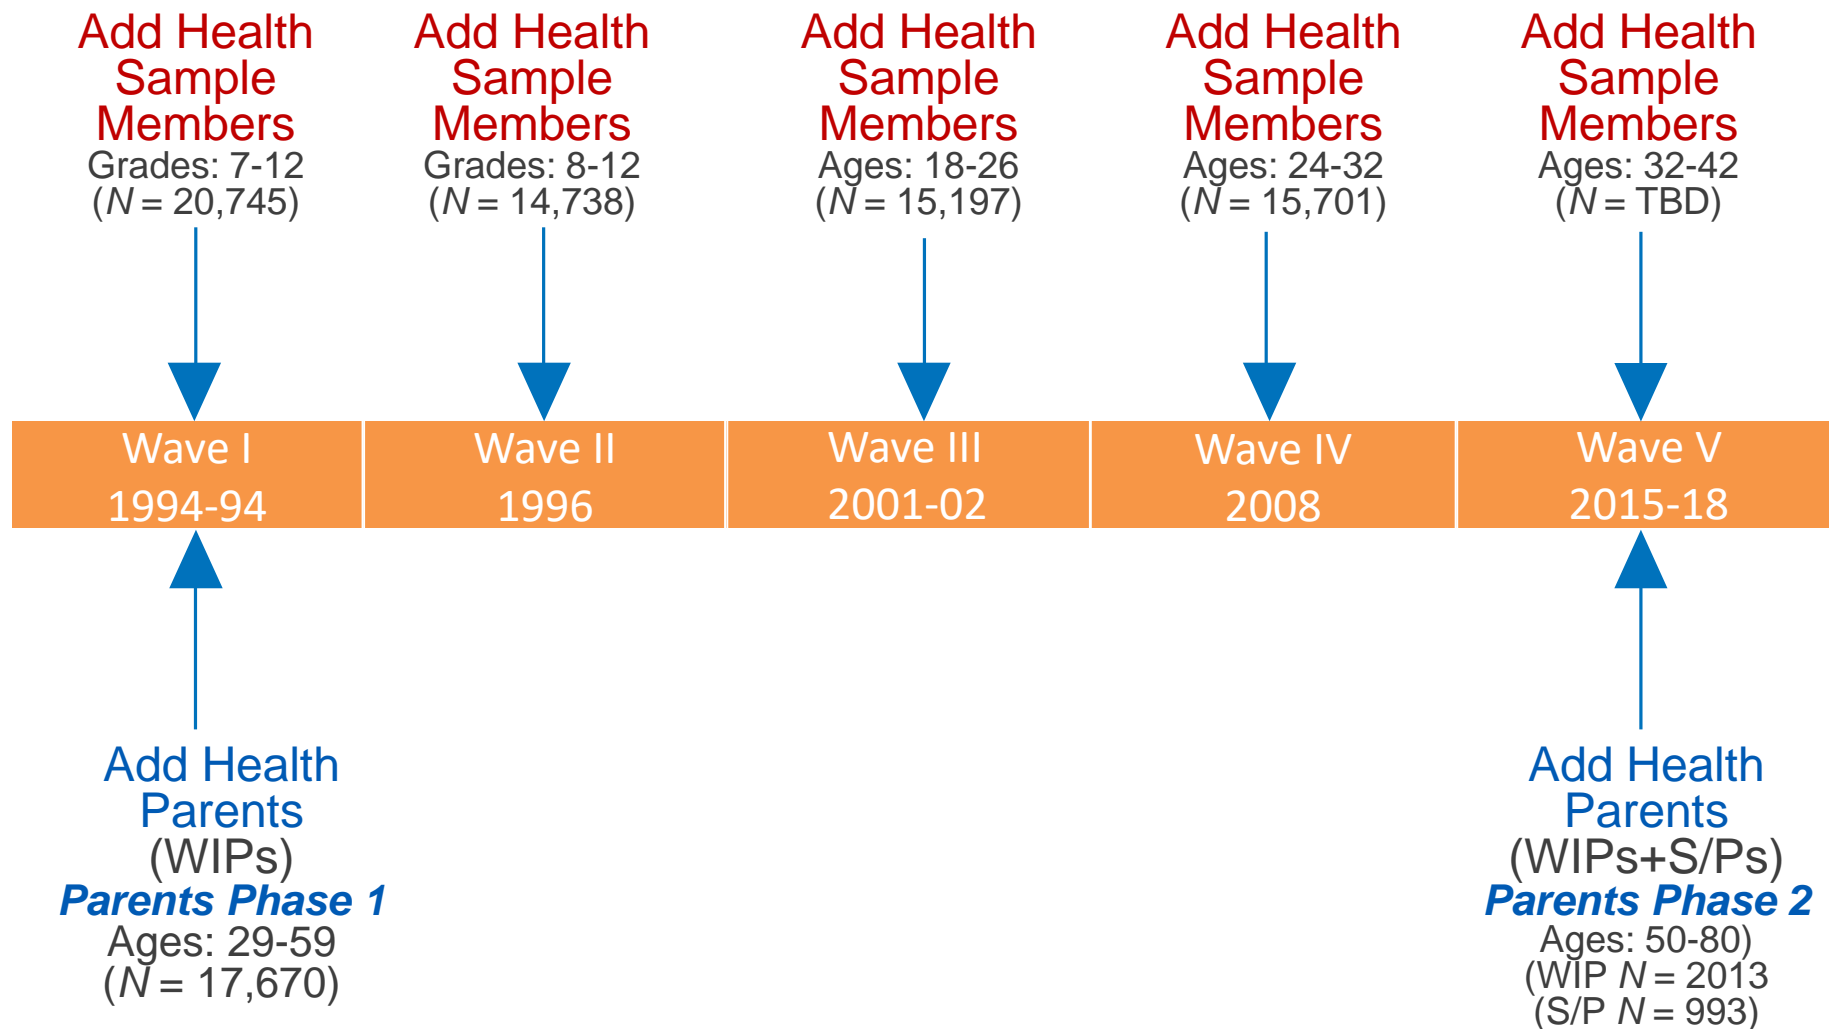 Add Health
Sample
Members
Grades: 7-12
(N = 20,745)
Add Health
Sample
Members
Grades: 8-12
(N = 14,738)
Add Health
Sample
Members
Ages: 18-26
(N = 15,197)
Add Health
Sample
Members
Ages: 24-32
(N = 15,701)
Add Health
Sample
Members
Ages: 32-42
(N = TBD)
Wave I
1994-94
Wave II
1996
Wave III
2001-02
Wave IV
2008
Wave V
2015-18
Add Health
Parents
(WIPs)
Parents Phase 1
Ages: 29-59
(N = 17,670)
Add Health
Parents
(WIPs+S/Ps)
Parents Phase 2
Ages: 50-80)
(WIP N = 2013
(S/P N = 993)